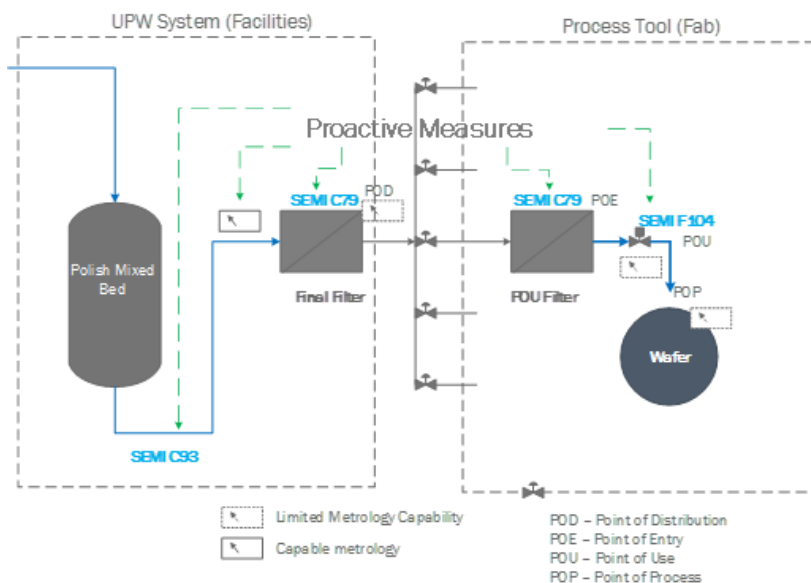 UPW System (Facilities)
Process Tool (Fab)
Proactive Measures
SEMI C79
POD
SEMI C79
POE
SEMI F104
POU
Polish Mixed
Bed
Final Filter
POU Filter
POP
Wafer
SEMI C93
Limited Metrology Capability
Capable metrology
POD – Point of Distribution
POE – Point of Entry
POU – Point of Use
POP – Point of Process